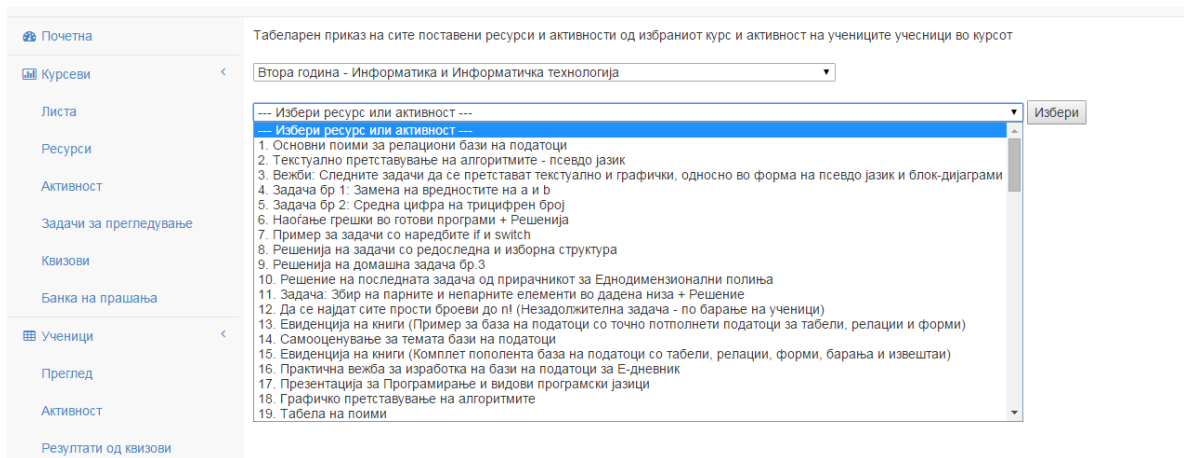 Почетна
Курсеви
Листа
Ресурси
Активност
Задачи за прегледување
Квизови
Банка на прашања
Ученици
Преглед
Активност
Резултати од квизови
Табеларен приказ на сите поставени ресурси и активности од избраниот курс и активност на учениците учесници во курсот
Втора година - Информатика и Информатичка технологија
--- Избери ресурс или активност ---
Избери
--- Избери ресурс или активност ---
1. Основни поими за релациони бази на податоци
2. Текстуално претставување на алгоритмите - псевдо јазик
3. Вежби: Следните задачи да се претстават текстуално и графички, односно во форма на псевдо јазик и блок-дијаграми
4. Задача бр 1: Замена на вредностите на a и b
5. Задача бр 2: Средна цифра на трицифрен број
6. Наоѓање грешки во готови програми + Решенија
7. Пример за задачи со наредбите if и switch
8. Решенија на задачи со редоследна и изборна структура
9. Решенија на домашна задача бр.3
10. Решение на последната задача од прирачникот за Еднодимензионални полиња
11. Задача: Збир на парните и непарните елементи во дадена низа + Решение
12. Да се најдат сите прости броеви до n! (Незадолжителна задача - по барање на ученици)
13. Евиденција на книги (Пример за база на податоци со точно потполнети податоци за табели, релации и форми)
14. Самооценување за темата бази на податоци
15. Евиденција на книги (Комплет пополента база на податоци со табели, релации, форми, барања и извештаи)
16. Практична вежба за изработка на бази на податоци за Е-дневник
17. Презентација за Програмирање и видови програмски јазици
18. Графичко претставување на алгоритмите
19. Табела на поими